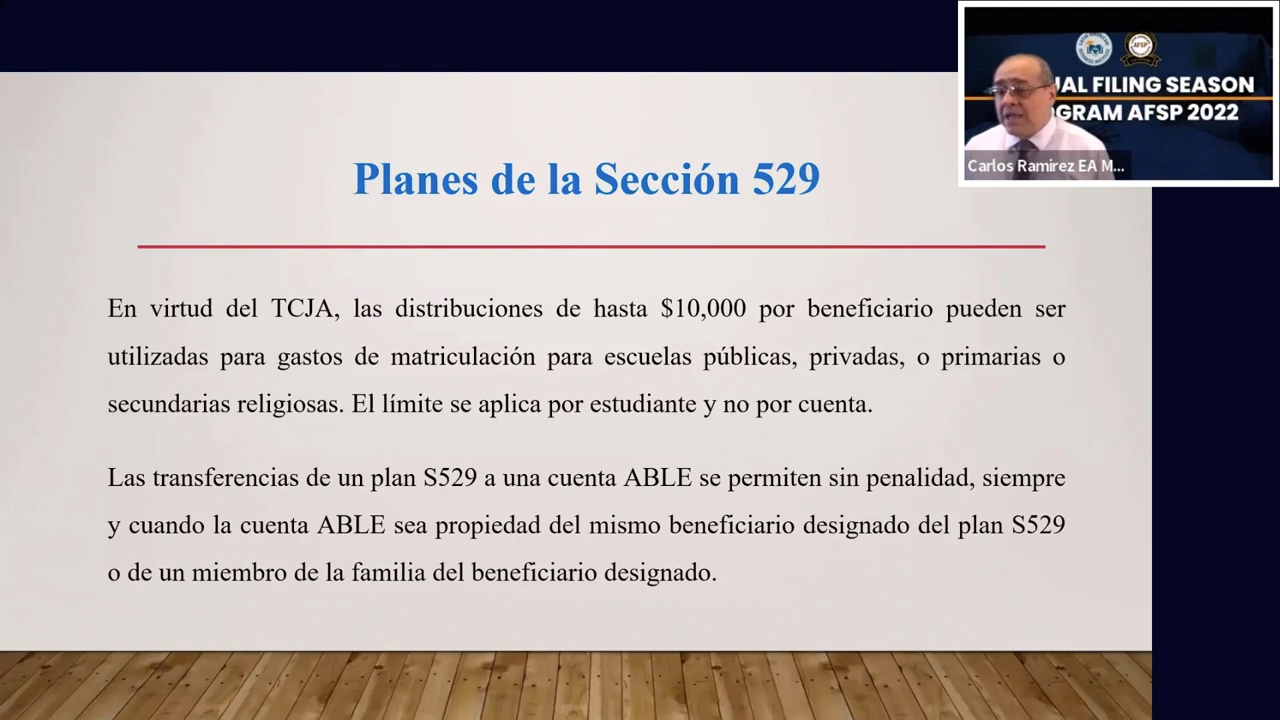 Planes de la Sección 529
En virtud del TCJA, las distribuciones de hasta $10,000 por beneficiario pueden ser
utilizadas para gastos de matriculación para escuelas públicas, privadas, o primarias o
secundarias religiosas. El límite se aplica por estudiante y no por cuenta.
Las transferencias de un plan S529 a una cuenta ABLE se permiten sin penalidad, siempre
y cuando la cuenta ABLE sea propiedad del mismo beneficiario designado del plan S529
o de un miembro de la familia del beneficiario designado.
AFSP
UAL FILING SEASON
OGRAM AFSP 2022
Carlos Ramirez EA M...